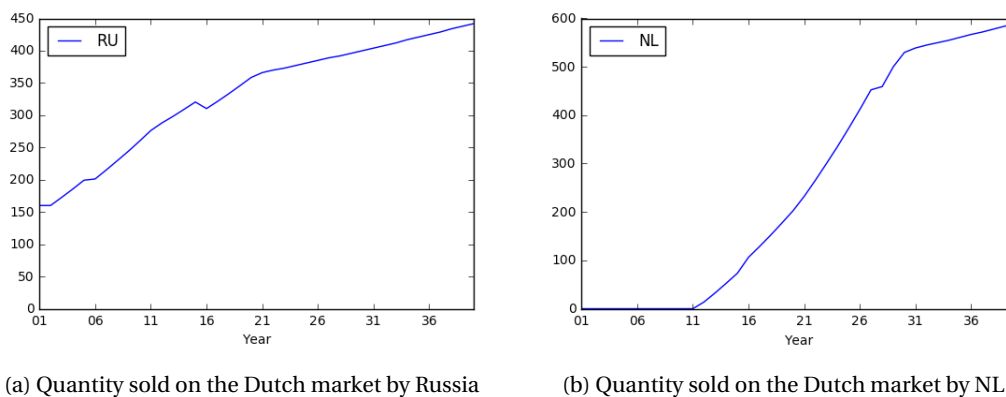 450
400
350
300
250
200
150
100
50
0
RU
01 06 11 16 21 26 31 36
Year
(a) Quantity sold on the Dutch market by Russia
600
500
400
300
200
100
0
NL
01 06 11 16 21 26 31 36
Year
(b) Quantity sold on the Dutch market by NL